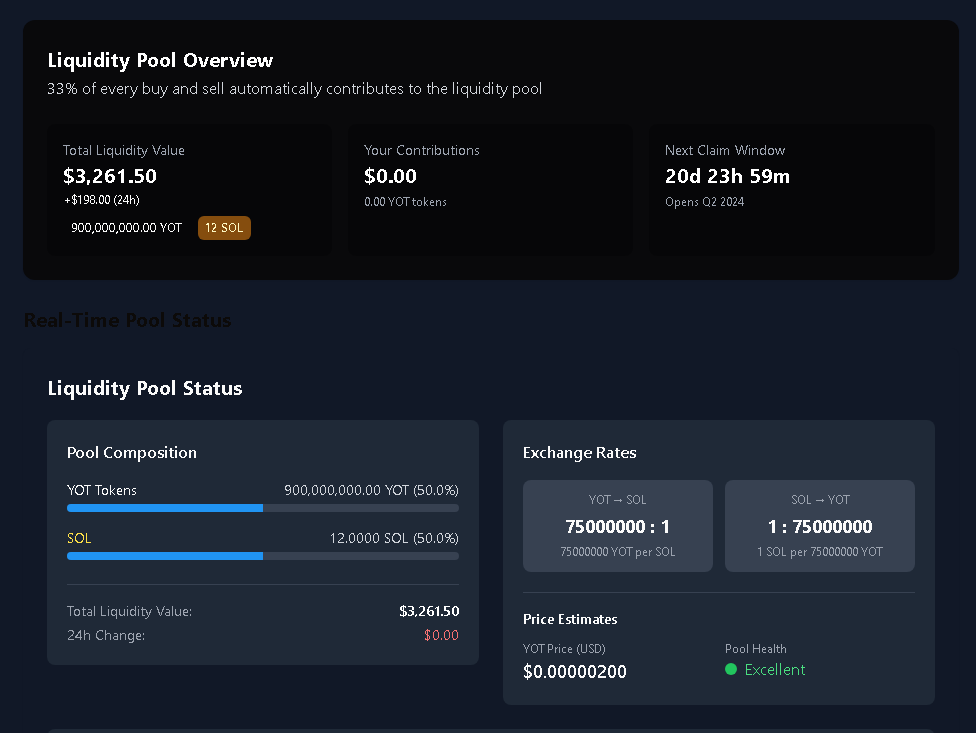 Liquidity Pool Overview
33% of every buy and sell automatically contributes to the liquidity pool
Total Liquidity Value
$3,261.50
+$198.00 (24h)
900,000,000.00 YOT 12 SOL
Your Contributions
$0.00
0.00 YOT tokens
Next Claim Window
20d 23h 59m
Opens Q2 2024
Real-Time Pool Status
Liquidity Pool Status
Pool Composition
YOT Tokens 900,000,000.00 YOT (50.0%)
SOL 12.0000 SOL (50.0%)
Total Liquidity Value: $3,261.50
24h Change: $0.00
Exchange Rates
YOT → SOL
75000000 : 1
75000000 YOT per SOL
SOL → YOT
1 : 75000000
1 SOL per 75000000 YOT
Price Estimates
YOT Price (USD)
$0.00000200
Pool Health
Excellent